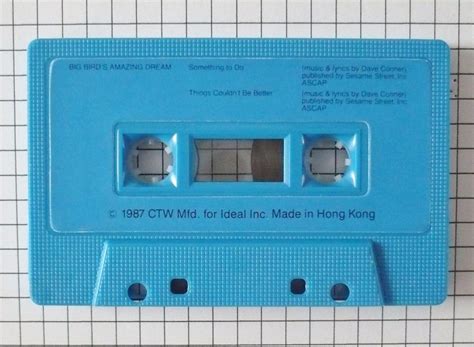 BIG BIRD'S AMAZING DREAM Something to Do (music & lyrics by Dave Conner)
published by Sesame Street, Inc.
ASCAP
Things Couldn't Be Better (music & lyrics by Dave Conner)
published by Sesame Street, Inc.
ASCAP
© 1987 CTW Mfd. for Ideal Inc. Made in Hong Kong